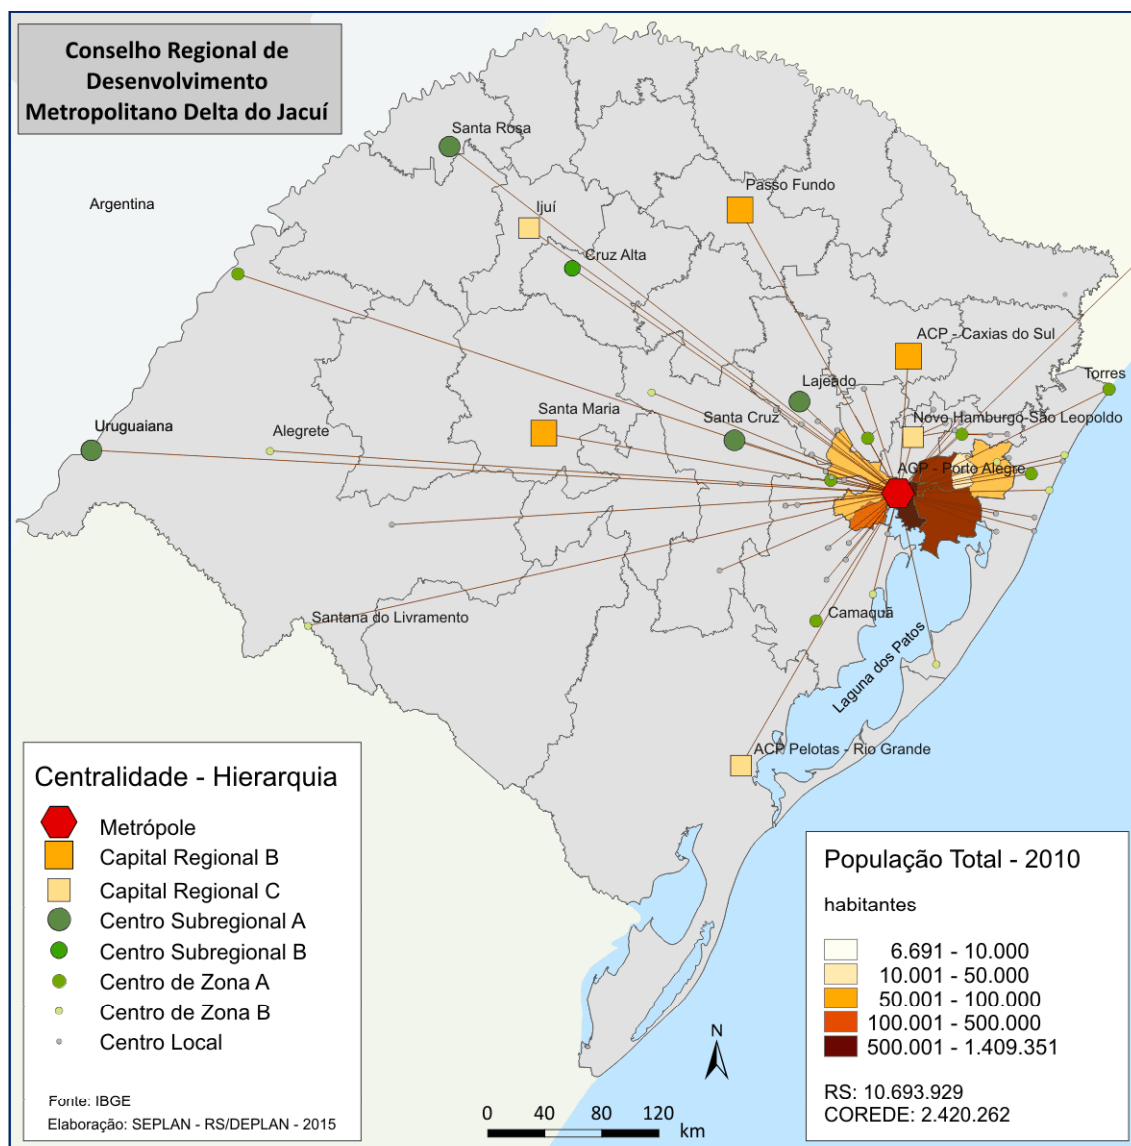 Conselho Regional de
Desenvolvimento
Metropolitano Delta do Jacuí
Santa Rosa
Argentina
Passo Fundo
Ijuí
Cruz Alta
ACP - Caxias do Sul
Torres
Lajeado
Santa Maria
Santa Cruz
Novo Hamburgo-São Leopoldo
Uruguaiana
Alegrete
ACP - Porto Alegre
Santana do Livramento
Camaquã
Laguna dos Patos
ACP Pelotas - Rio Grande
Centralidade - Hierarquia
Metrópole
Capital Regional B
Capital Regional C
Centro Subregional A
Centro Subregional B
Centro de Zona A
Centro de Zona B
Centro Local
Fonte: IBGE
Elaboração: SEPLAN - RS/DEPLAN - 2015
N
0 40 80 120
km
População Total - 2010
habitantes
6.691 - 10.000
10.001 - 50.000
50.001 - 100.000
100.001 - 500.000
500.001 - 1.409.351
RS: 10.693.929
COREDE: 2.420.262